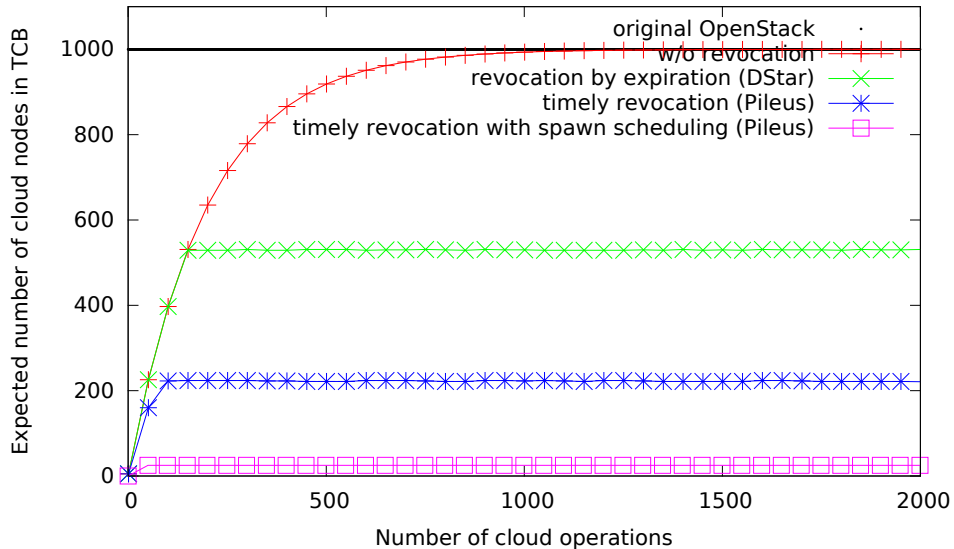 original OpenStack
w/o revocation
revocation by expiration (DStar)
timely revocation (Pileus)
timely revocation with spawn scheduling (Pileus)
Expected number of cloud nodes in TCB
1000
800
600
400
200
0
0 500 1000 1500 2000
Number of cloud operations